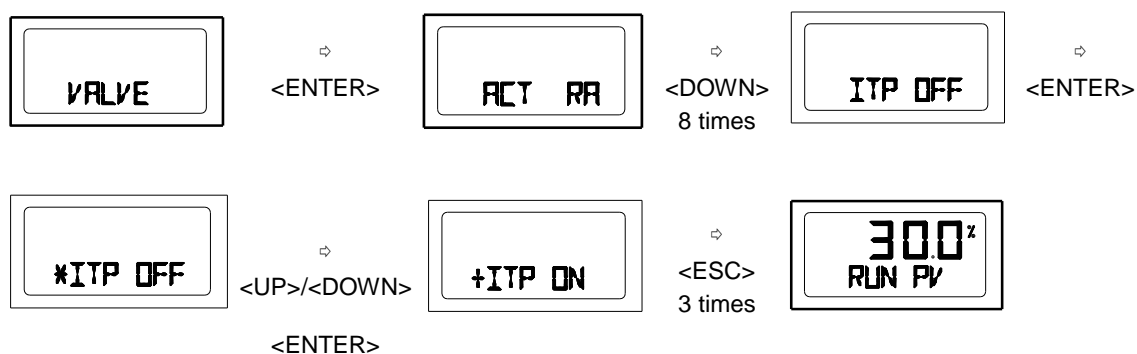 VALVE
⇨
<ENTER>
ACT RA
⇨
<DOWN>
8 times
ITP OFF
⇨
<ENTER>
*ITP OFF
⇨
<UP>/<DOWN>
<ENTER>
+ITP ON
⇨
<ESC>
3 times
30.0%
RUN PV